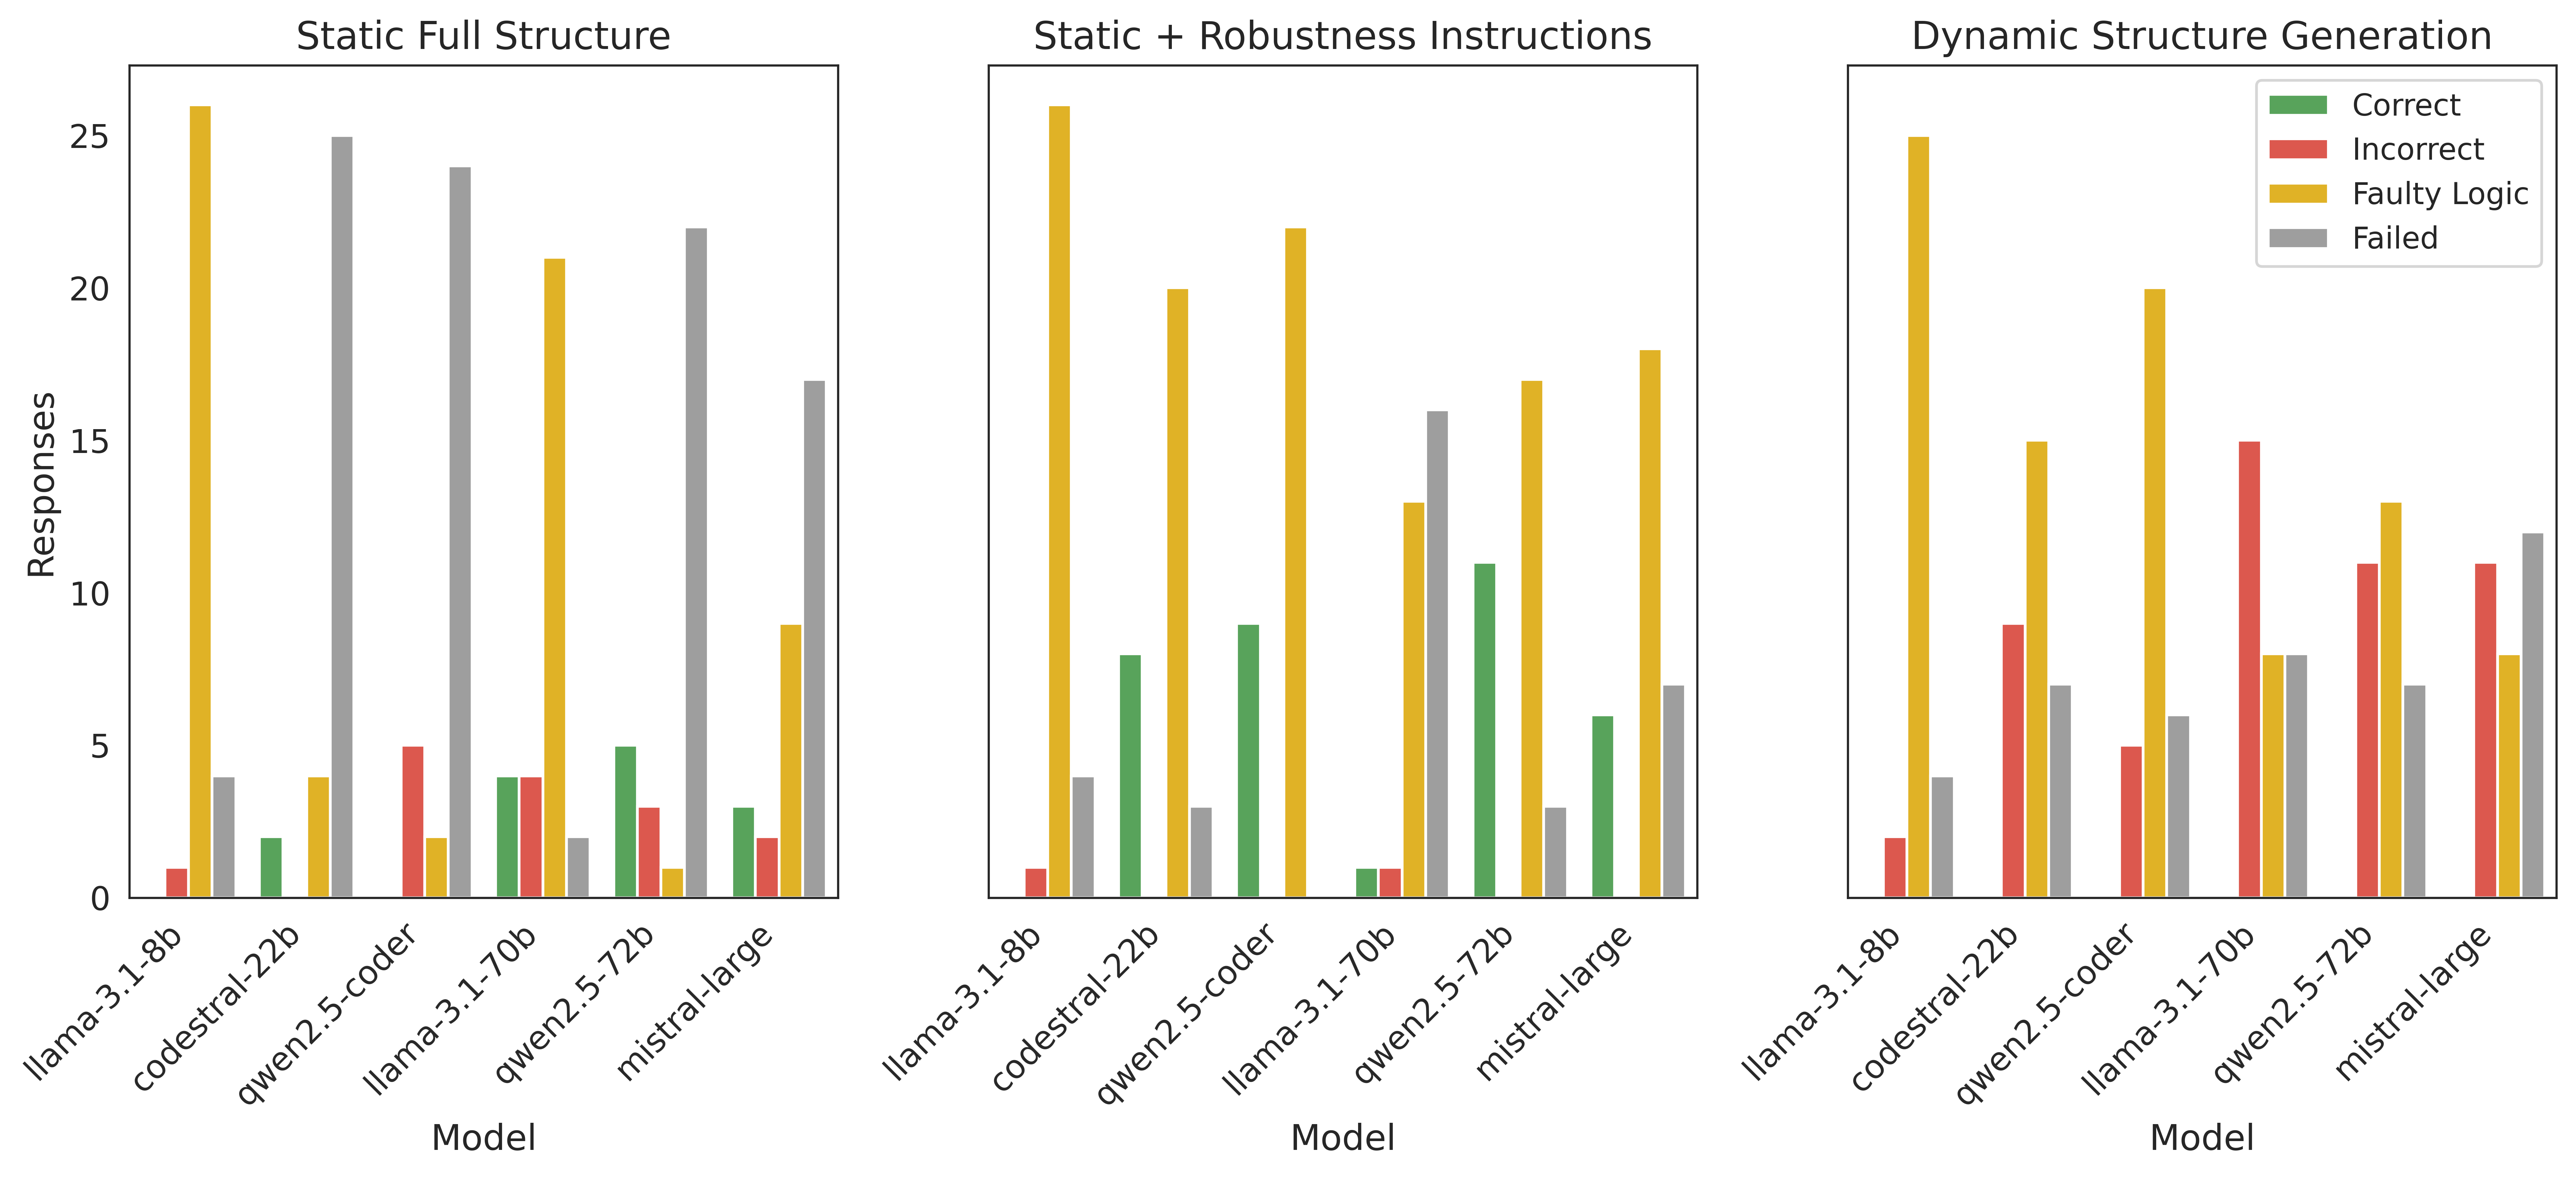 Static Full Structure
Static + Robustness Instructions
Dynamic Structure Generation
Correct
Incorrect
Faulty Logic
Failed
Responses
25
20
15
10
5
0
llama-3.1-8b
codestral-22b
qwen2.5-coder
llama-3.1-70b
qwen2.5-72b
mistral-large
llama-3.1-8b
codestral-22b
qwen2.5-coder
llama-3.1-70b
qwen2.5-72b
mistral-large
llama-3.1-8b
codestral-22b
qwen2.5-coder
llama-3.1-70b
qwen2.5-72b
mistral-large
Model
Model
Model